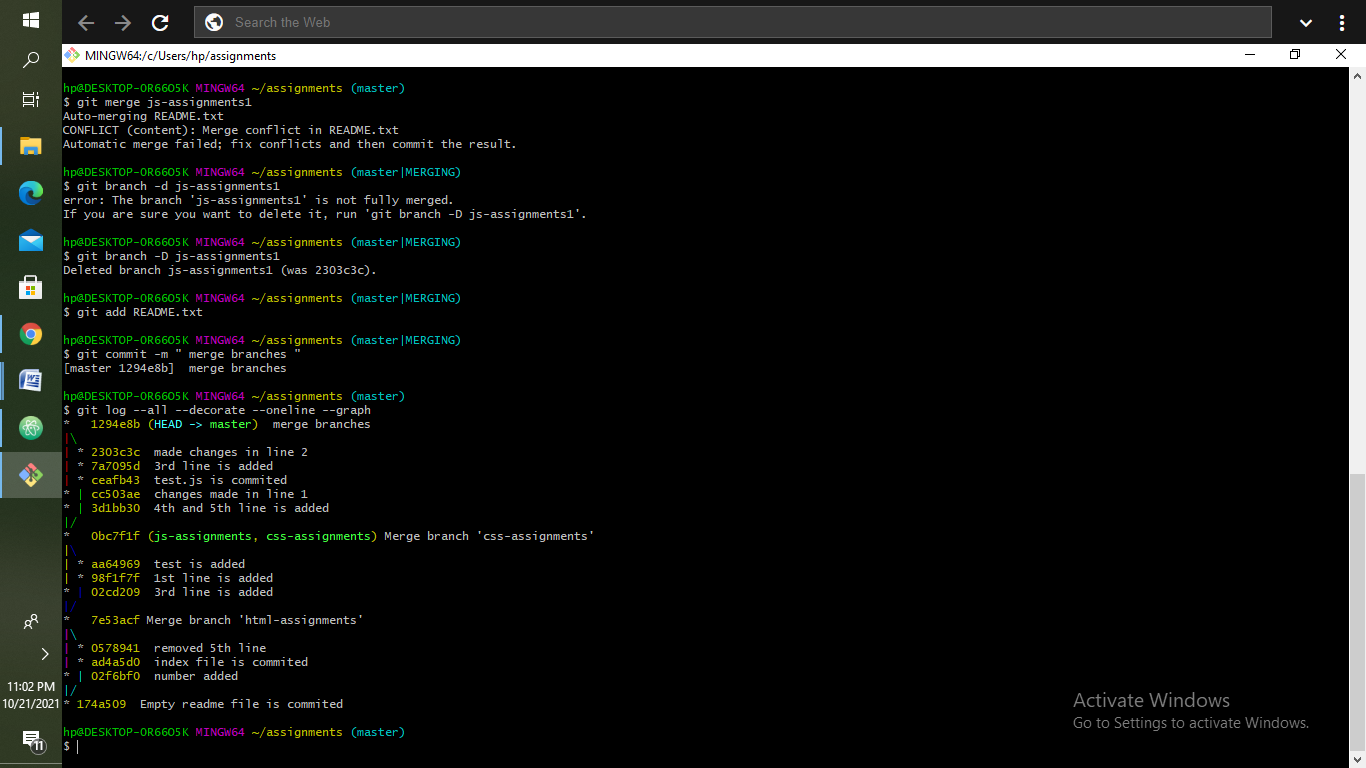 Search the Web
MINGW64:/c/Users/hp/assignments
hp@DESKTOP-OR66O5K MINGW64 ~/assignments (master)
$ git merge js-assignments1
Auto-merging README.txt
CONFLICT (content): Merge conflict in README.txt
Automatic merge failed; fix conflicts and then commit the result.
hp@DESKTOP-OR66O5K MINGW64 ~/assignments (master|MERGING)
$ git branch -d js-assignments1
error: The branch 'js-assignments1' is not fully merged.
If you are sure you want to delete it, run 'git branch -D js-assignments1'.
hp@DESKTOP-OR66O5K MINGW64 ~/assignments (master|MERGING)
$ git branch -D js-assignments1
Deleted branch js-assignments1 (was 2303c3c).
hp@DESKTOP-OR66O5K MINGW64 ~/assignments (master|MERGING)
$ git add README.txt
hp@DESKTOP-OR66O5K MINGW64 ~/assignments (master|MERGING)
$ git commit -m " merge branches "
[master 1294e8b]  merge branches
hp@DESKTOP-OR66O5K MINGW64 ~/assignments (master)
$ git log --all --decorate --oneline --graph
*   1294e8b (HEAD -> master)  merge branches
|\
| * 2303c3c  made changes in line 2
| * 7a7095d  3rd line is added
| * ceafb43  test.js is commited
* | cc503ae  changes made in line 1
* | 3d1bb30  4th and 5th line is added
|/
*   0bc7f1f (js-assignments, css-assignments) Merge branch 'css-assignments'
|\
| * aa64969  test is added
| * 98f1f7f  1st line is added
* | 02cd209  3rd line is added
|/
*   7e53acf Merge branch 'html-assignments'
|\
| * 0578941  removed 5th line
| * ad4a5d0  index file is commited
* | 02f6bf0  number added
|/
* 174a509  Empty readme file is commited
hp@DESKTOP-OR66O5K MINGW64 ~/assignments (master)
$
Activate Windows
Go to Settings to activate Windows.
11:02 PM
10/21/2021
11